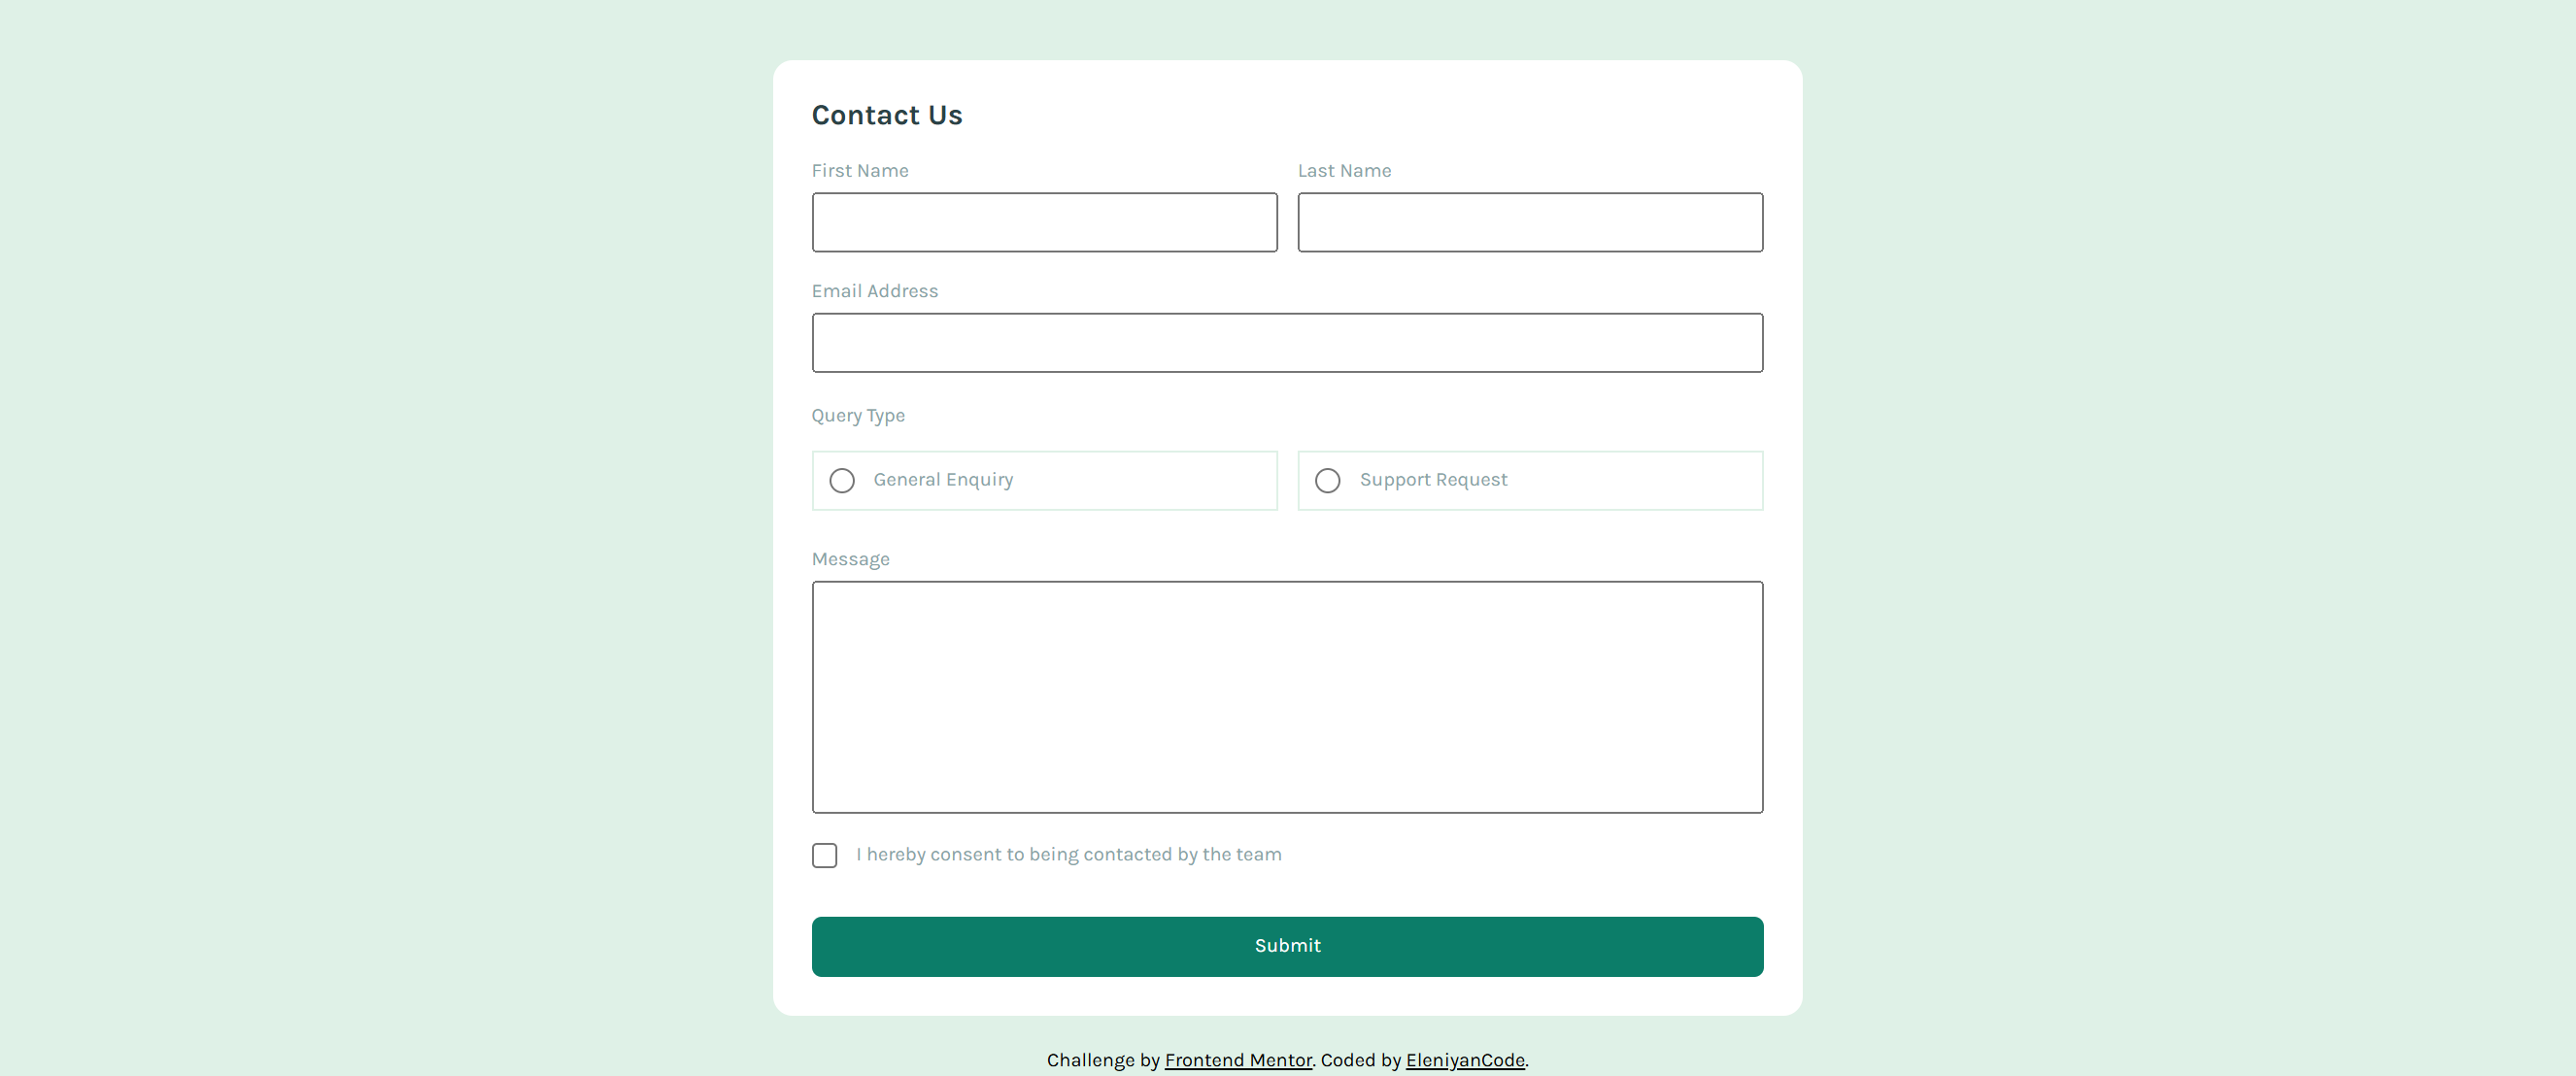 Contact Us
First Name
Last Name
Email Address
Query Type
General Enquiry
Support Request
Message
I hereby consent to being contacted by the team
Submit
Challenge by Frontend Mentor. Coded by EleniyanCode.